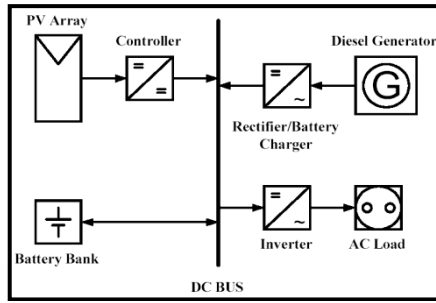 PV Array
Controller
Diesel Generator
G
Rectifier/Battery
Charger
Battery Bank
Inverter
AC Load
DC BUS